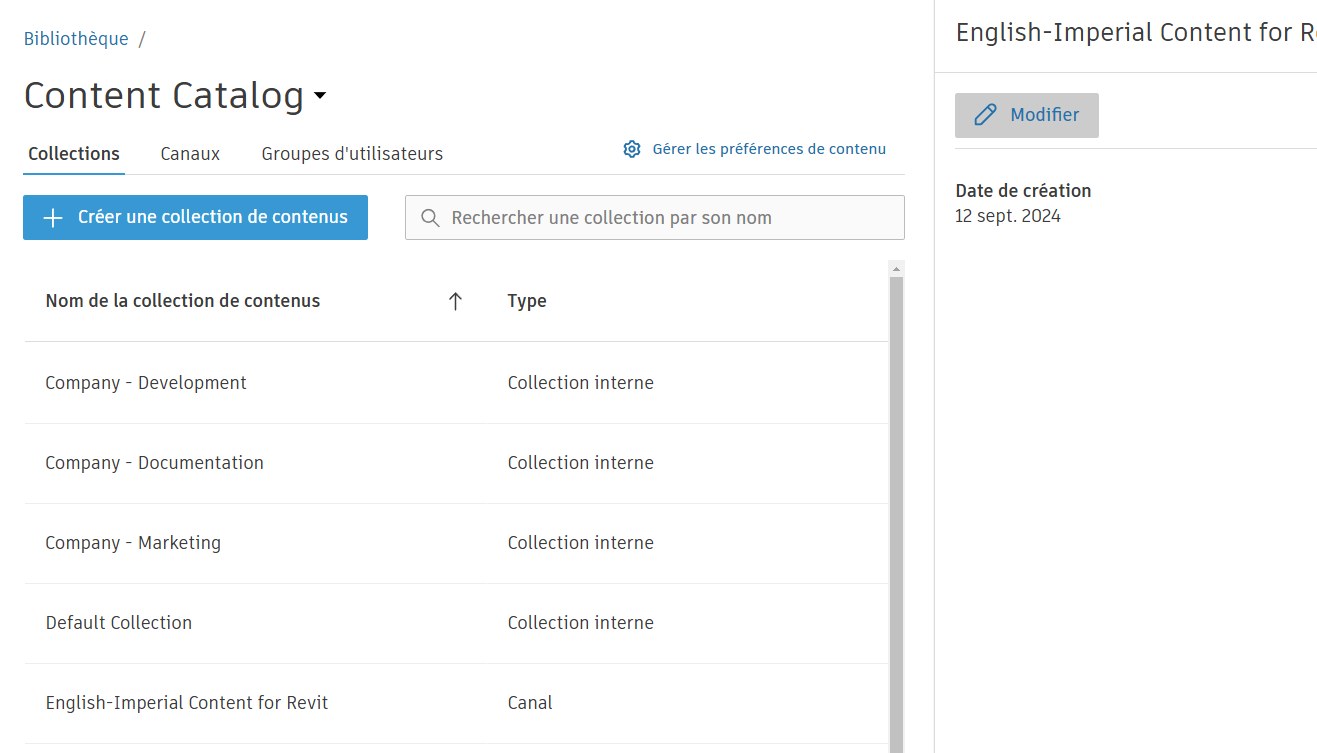 Bibliothèque /
Content Catalog
Collections Canaux Groupes d'utilisateurs Gérer les préférences de contenu
Créer une collection de contenus Rechercher une collection par son nom
Nom de la collection de contenus Type
Company - Development Collection interne
Company - Documentation Collection interne
Company - Marketing Collection interne
Default Collection Collection interne
English-Imperial Content for Revit Canal
English-Imperial Content for R
Modifier
Date de création
12 sept. 2024